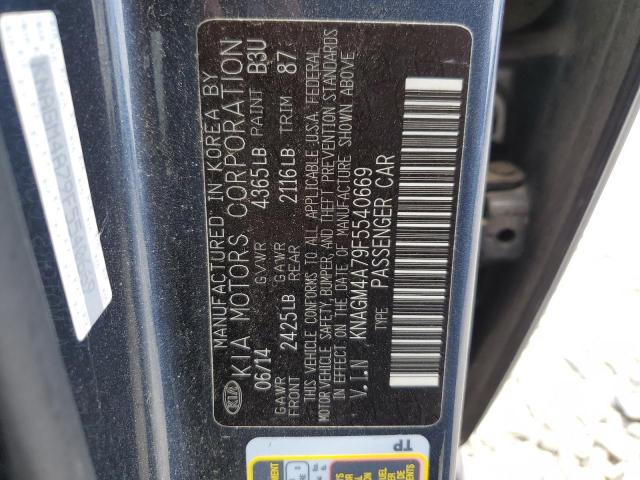 MANUFACTURED IN KOREA BY
KIA MOTORS CORPORATION
06/14 GVWR 4365LB PAINT B3U
GAWR FRONT 2425LB GAWR REAR 2116LB TRIM 87
THIS VEHICLE CONFORMS TO ALL APPLICABLE U.S.A. FEDERAL
MOTOR VEHICLE SAFETY, BUMPER, AND THEFT PREVENTION STANDARDS
IN EFFECT ON THE DATE OF MANUFACTURE SHOWN ABOVE
V.I.N KNAGM4A79F5540669
TYPE PASSENGER CAR
KIA
TP
KNAGM4A79F5540669